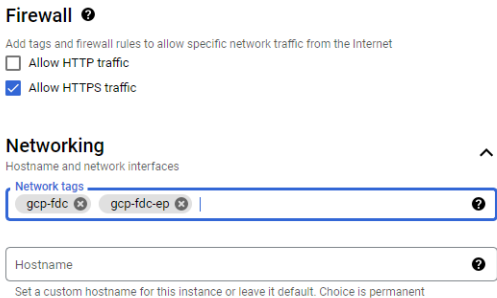 Firewall
Add tags and firewall rules to allow specific network traffic from the Internet
Allow HTTP traffic
Allow HTTPS traffic
Networking
Hostname and network interfaces
Network tags
gcp-fdc gcp-fdc-ep
Hostname
Set a custom hostname for this instance or leave it default. Choice is permanent